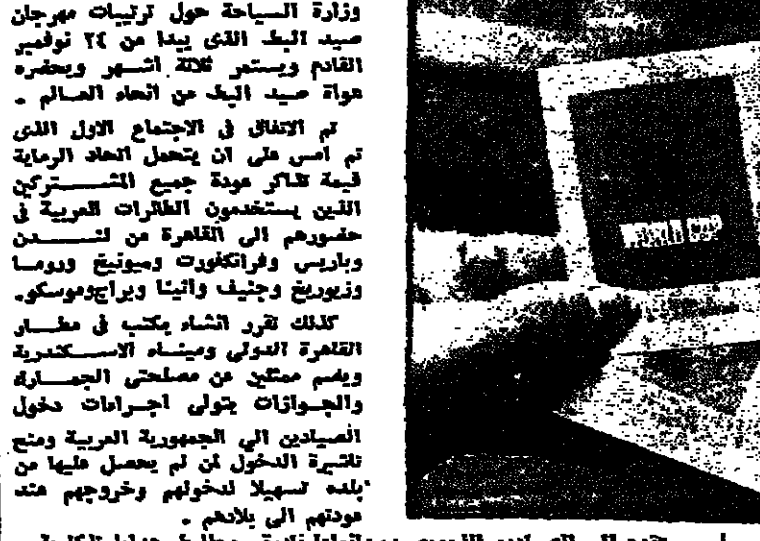 وزارة السياحة حول ترتيبات مهرجان
صيد البط الذى يبدا من ٢٤ نوفمبر
القادم ويستمر ثلاثة اشهر ويحضره
هواة صيد البط من انحاء العالم .
تم الاتفاق فى الاجتماع الاول الذى
تم امس على ان يتحمل اتحاد الرماية
قيمة تذاكر عودة جميع المشتركين
الذين يستخدمون الطائرات العربية فى
حضورهم الى القاهرة من لندن
وباريس وفرانكفورت وميونيخ وروما
وزيوريخ وجنيف واثينا وبراج وموسكو.
كذلك تقرر انشاء مكتب فى مطار
القاهرة الدولى وميناء الاسكندرية
ويضم ممثلين عن مصلحتى الجمارك
والجوازات يتولى اجراءات دخول
الصيادين الى الجمهورية العربية ومنح
تاشيرة الدخول لمن لم يحصل عليها من
بلده تسهيلا لدخولهم وخروجهم عند
عودتهم الى بلادهم .